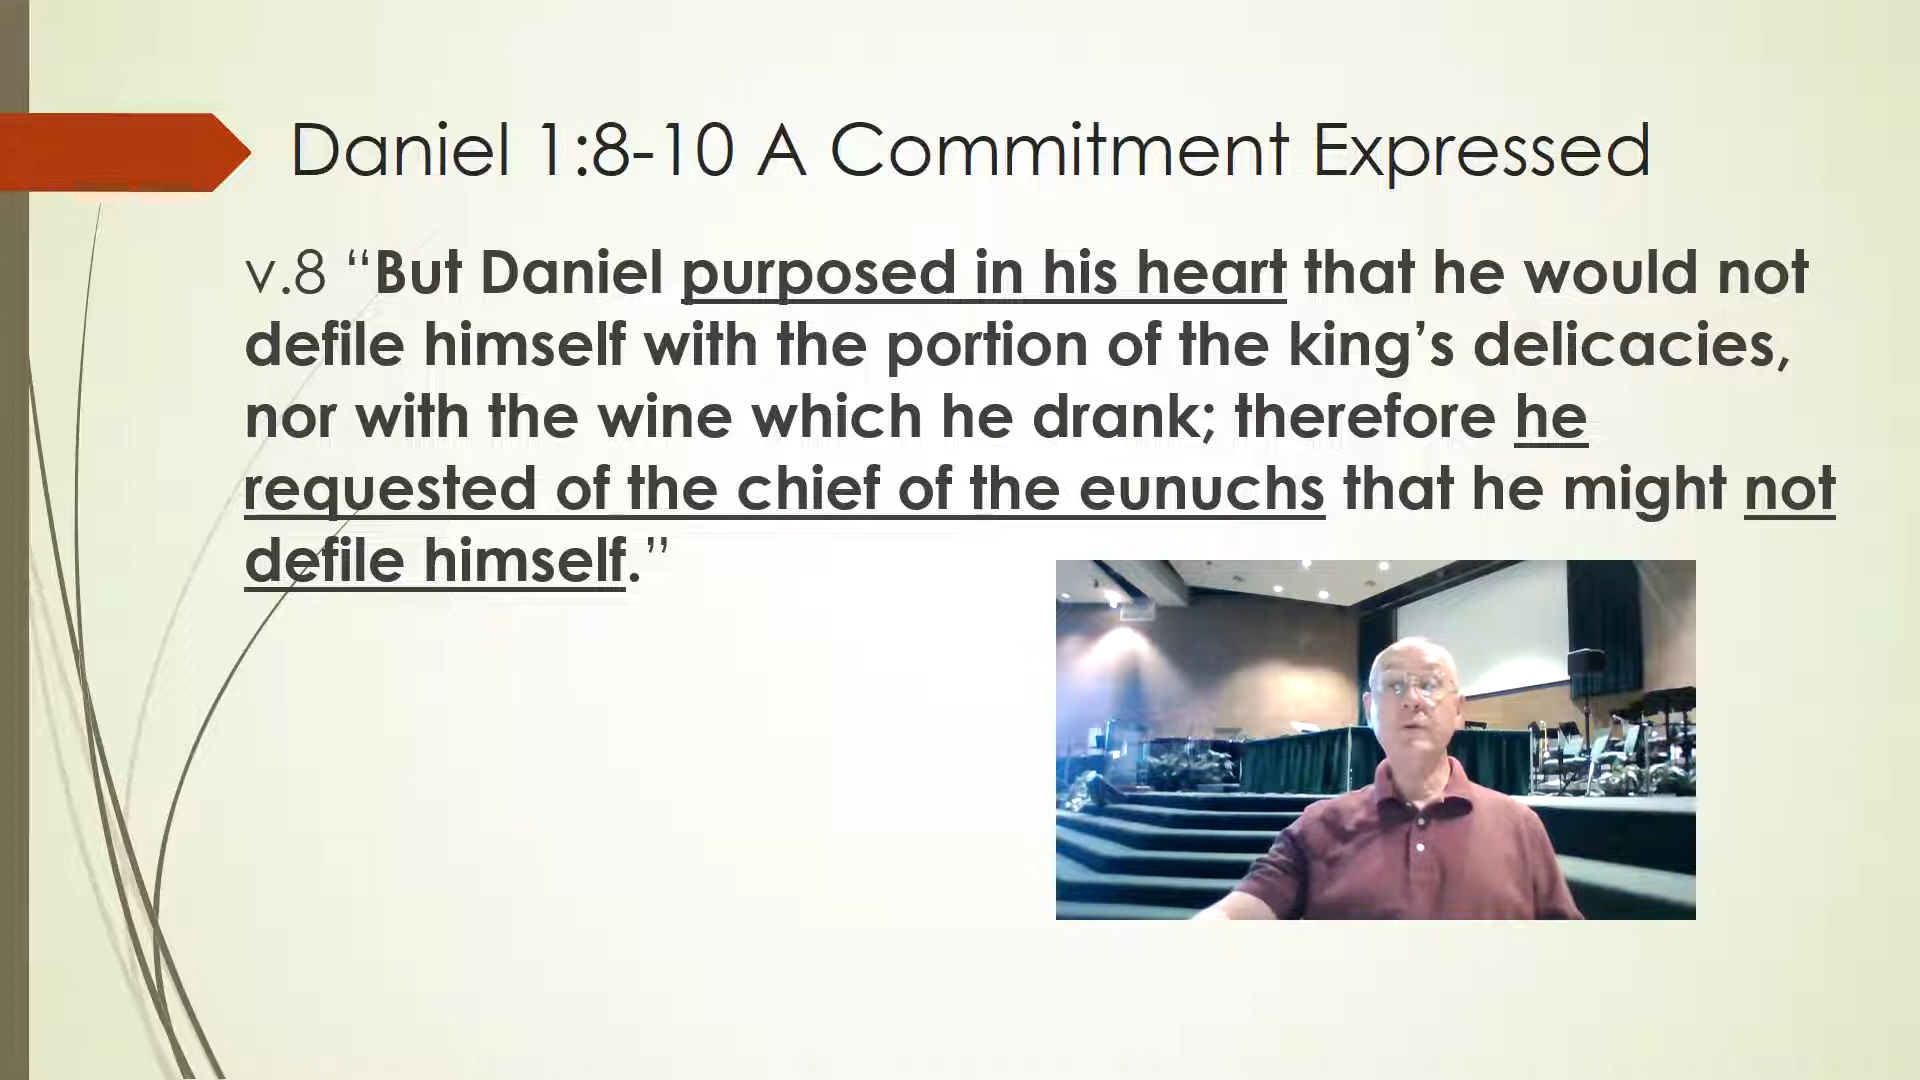 Daniel 1:8-10 A Commitment Expressed
v.8 “But Daniel purposed in his heart that he would not
defile himself with the portion of the king’s delicacies,
nor with the wine which he drank; therefore he
requested of the chief of the eunuchs that he might not
defile himself.”